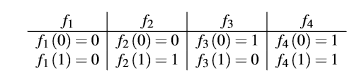 f₁ f₂ f₃ f₄
f₁(0) = 0 f₂(0) = 0 f₃(0) = 1 f₄(0) = 1
f₁(1) = 0 f₂(1) = 1 f₃(1) = 0 f₄(1) = 1